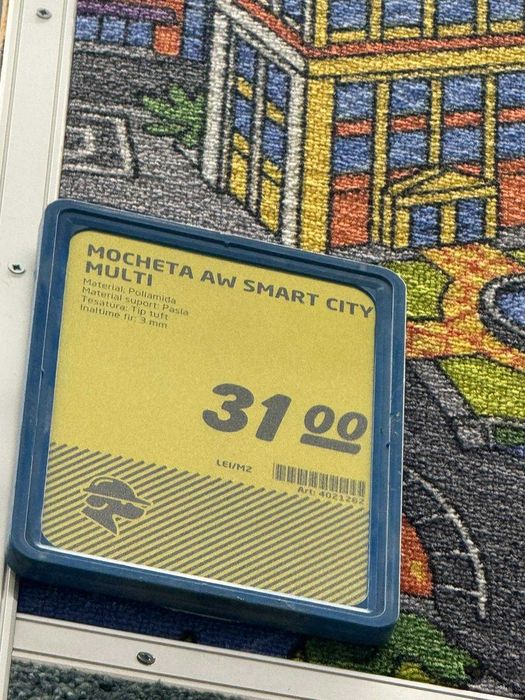 MOCHETA AW SMART CITY
MULTI
Material: Poliamida
Material suport: Pasla
Tesatura: Tip tuft
Inaltime fir: 3 mm
31 00
LEI/M2
Art: 4021262